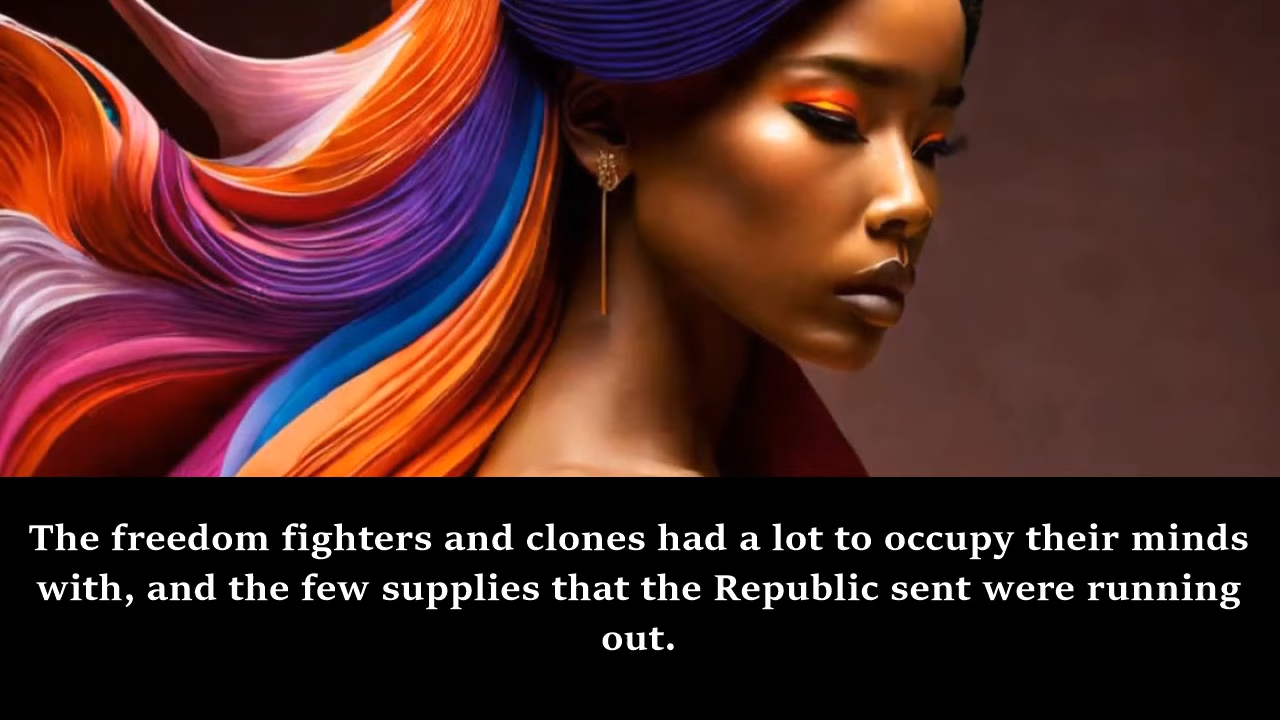 The freedom fighters and clones had a lot to occupy their minds
with, and the few supplies that the Republic sent were running
out.